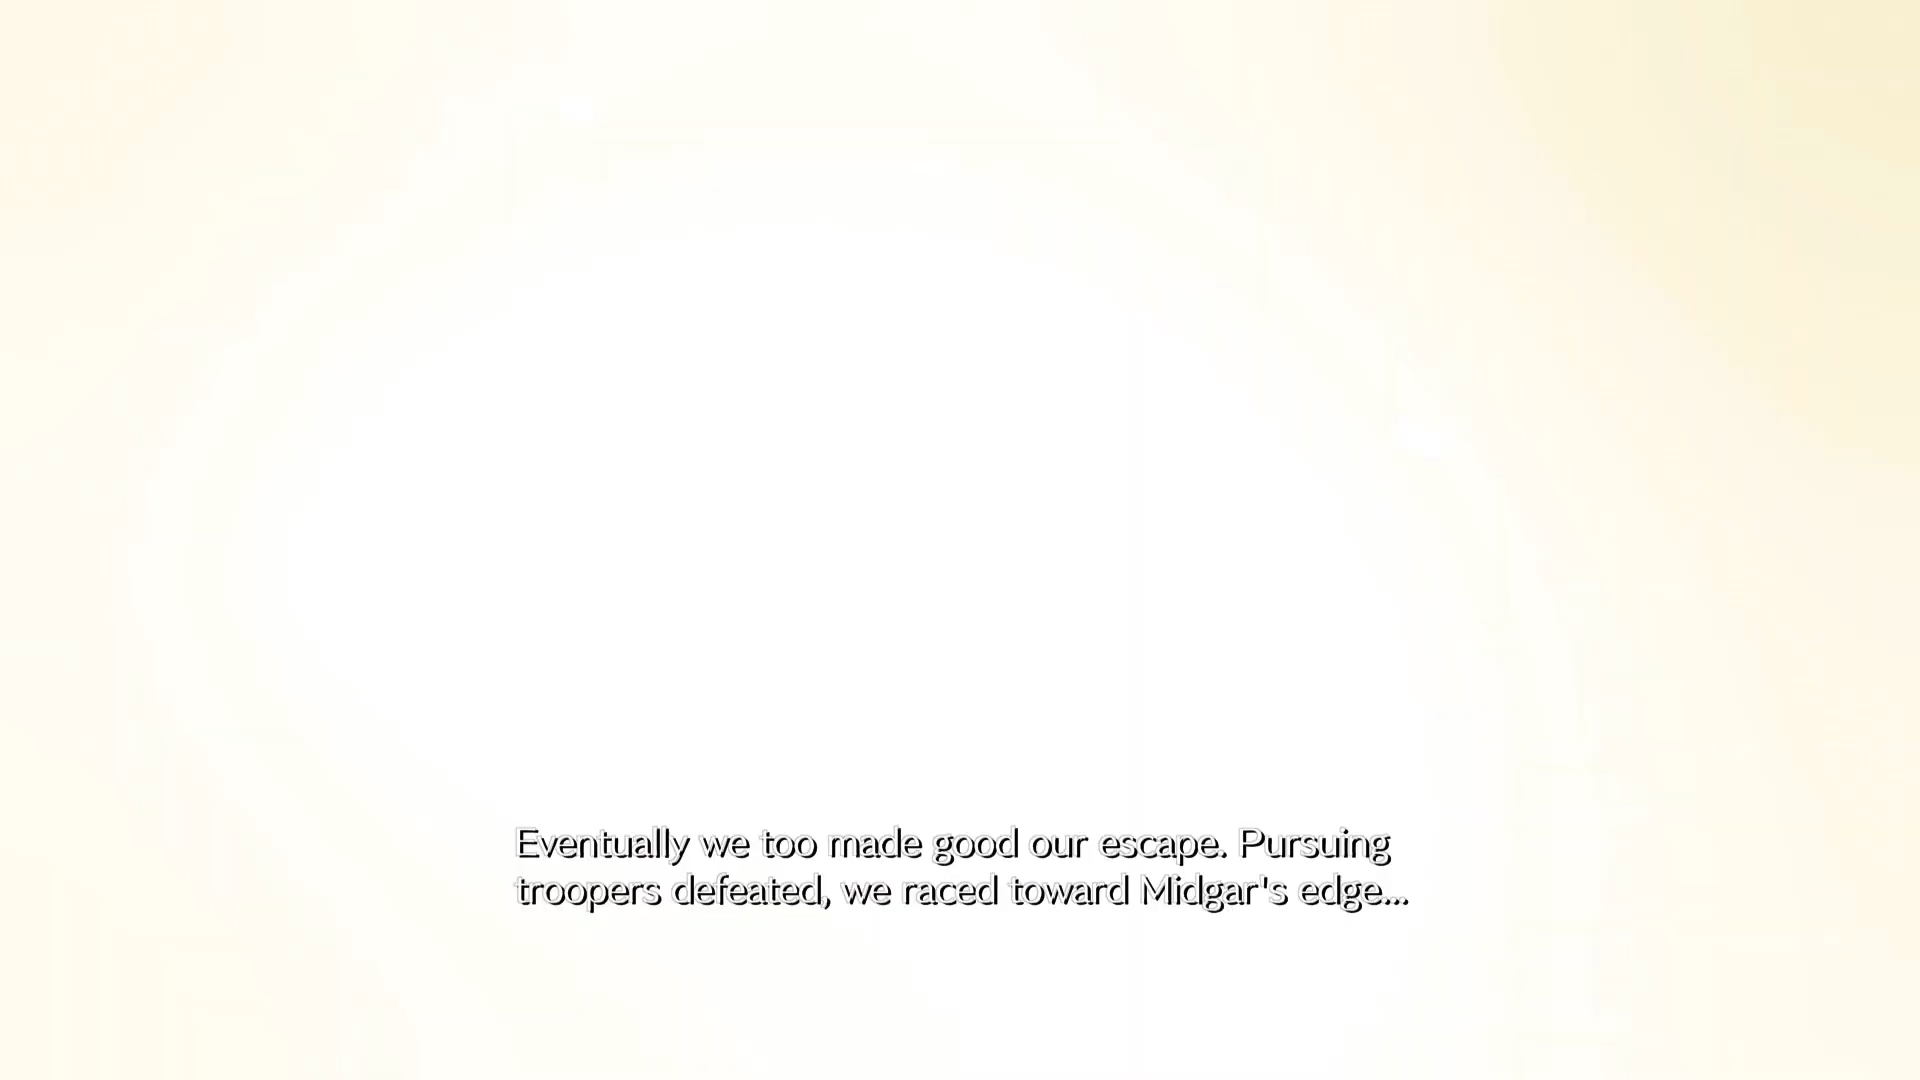 Eventually we too made good our escape. Pursuing
troopers defeated, we raced toward Midgar's edge...